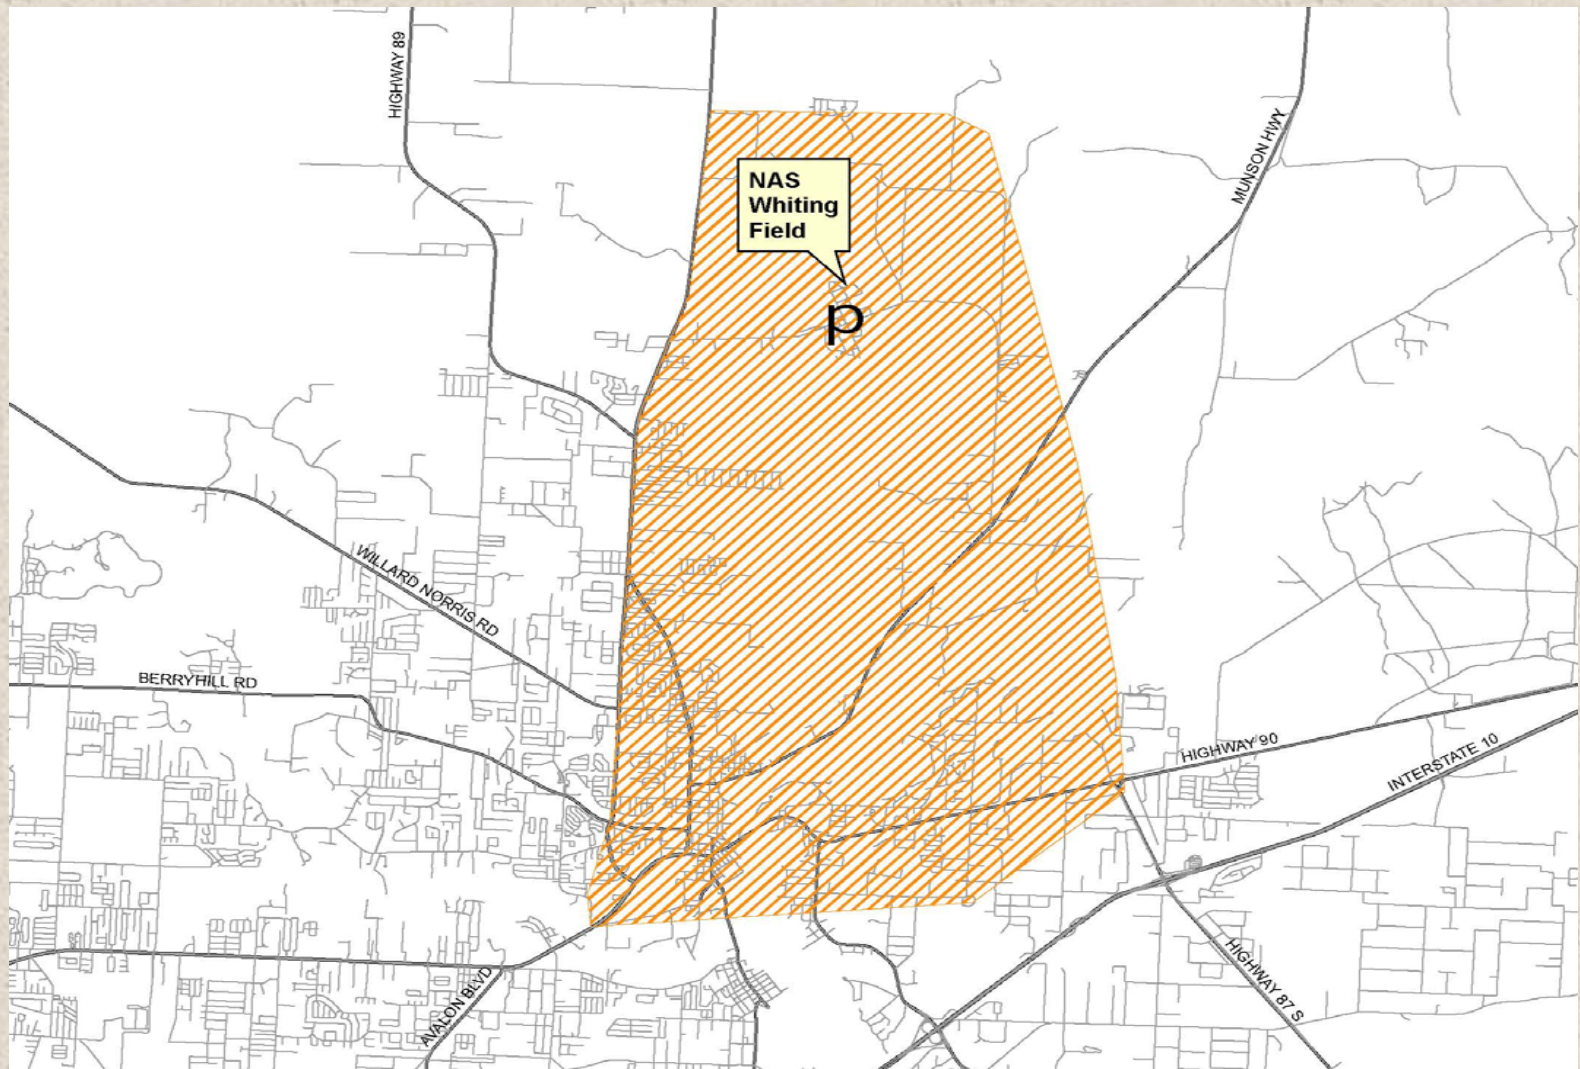 HIGHWAY 89
MUNSON HWY
NAS
Whiting
Field
p
WILLARD NORRIS RD
BERRYHILL RD
HIGHWAY 90
INTERSTATE 10
AVALON BLVD
HIGHWAY 87 S